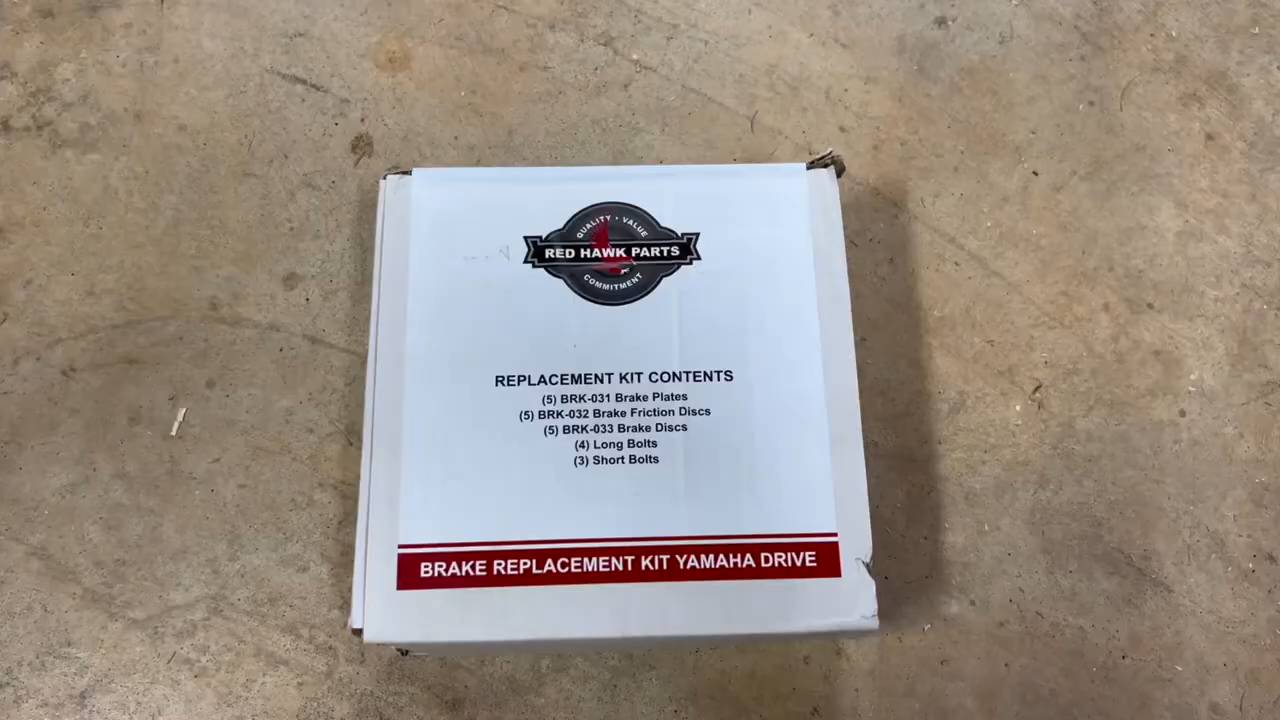 QUALITY • VALUE
RED HAWK PARTS
COMMITMENT
REPLACEMENT KIT CONTENTS
(5) BRK-031 Brake Plates
(5) BRK-032 Brake Friction Discs
(5) BRK-033 Brake Discs
(4) Long Bolts
(3) Short Bolts
BRAKE REPLACEMENT KIT YAMAHA DRIVE